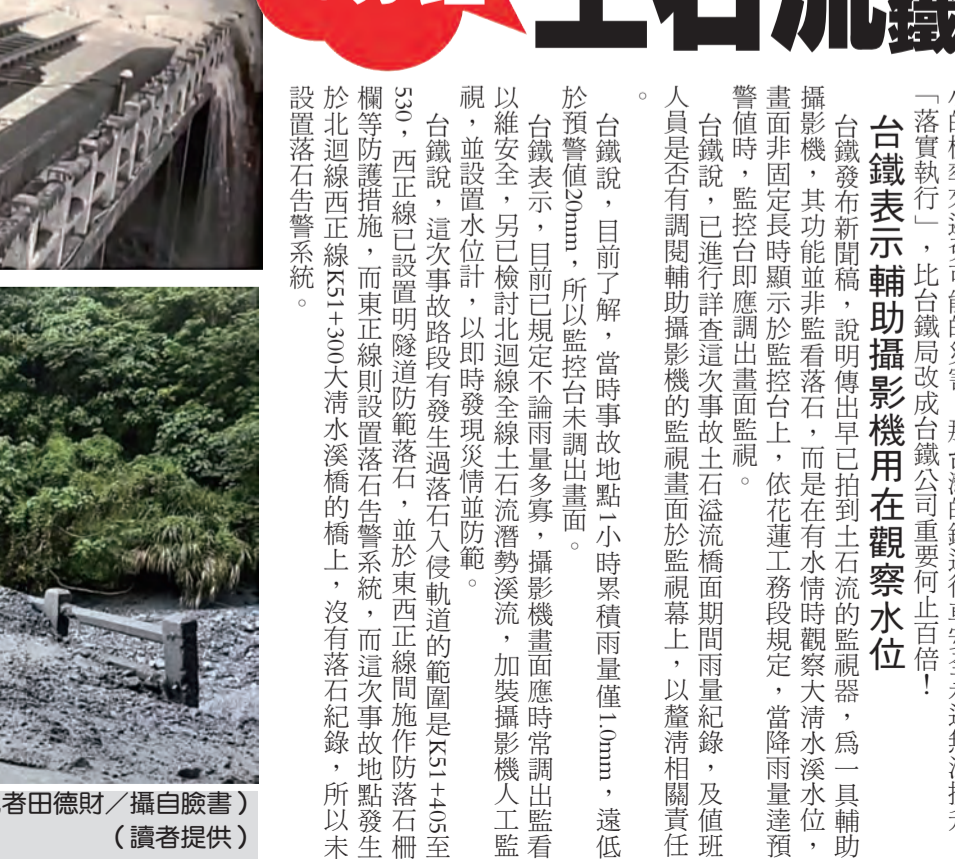 土石流鐵
「落實執行」，比台鐵局改成台鐵公司重要何止百倍！
台鐵表示輔助攝影機用在觀察水位
台鐵發布新聞稿，說明傳出早已拍到土石流的監視器，為一具輔助
攝影機，其功能並非監看落石，而是在有水情時觀察大清水溪水位，
畫面非固定長時顯示於監控台上，依花蓮工務段規定，當降雨量達預
警值時，監控台即應調出畫面監視。
台鐵說，已進行詳查這次事故土石溢流橋面期間雨量紀錄，及值班
人員是否有調閱輔助攝影機的監視畫面於監視幕上，以釐清相關責任
。
台鐵說，目前了解，當時事故地點1小時累積雨量僅1.0mm，遠低
於預警值20mm，所以監控台未調出畫面。
台鐵表示，目前已規定不論雨量多寡，攝影機畫面應時常調出監看
以維安全，另已檢討北迴線全線土石流潛勢溪流，加裝攝影機人工監
視，並設置水位計，以即時發現災情並防範。
台鐵說，這次事故路段有發生過落石入侵軌道的範圍是K51+405至
530，西正線已設置明隧道防範落石，並於東西正線間施作防落石柵
欄等防護措施，而東正線則設置落石告警系統，而這次事故地點發生
於北迴線西正線K51+300大清水溪橋的橋上，沒有落石紀錄，所以未
設置落石告警系統。
者田德財／攝自臉書）
（讀者提供）